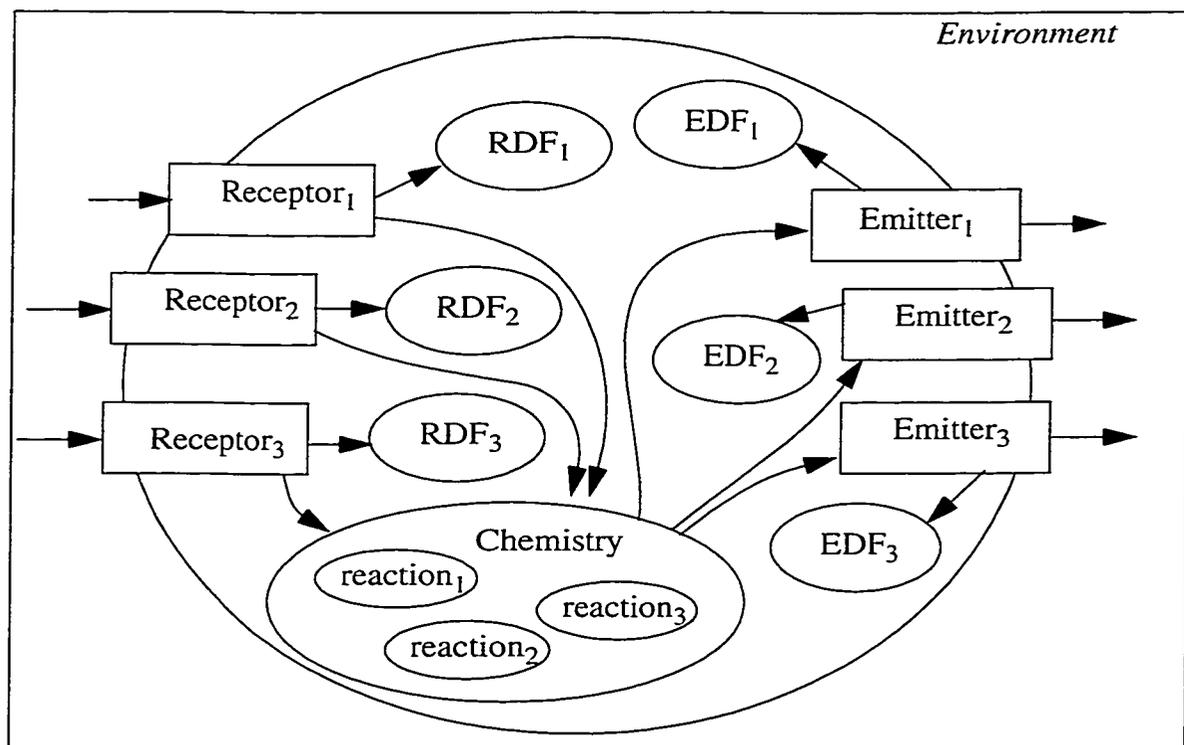 Environment
RDF₁
EDF₁
Receptor₁
Emitter₁
Receptor₂
RDF₂
Emitter₂
EDF₂
Receptor₃
RDF₃
Emitter₃
Chemistry
EDF₃
reaction₁
reaction₃
reaction₂